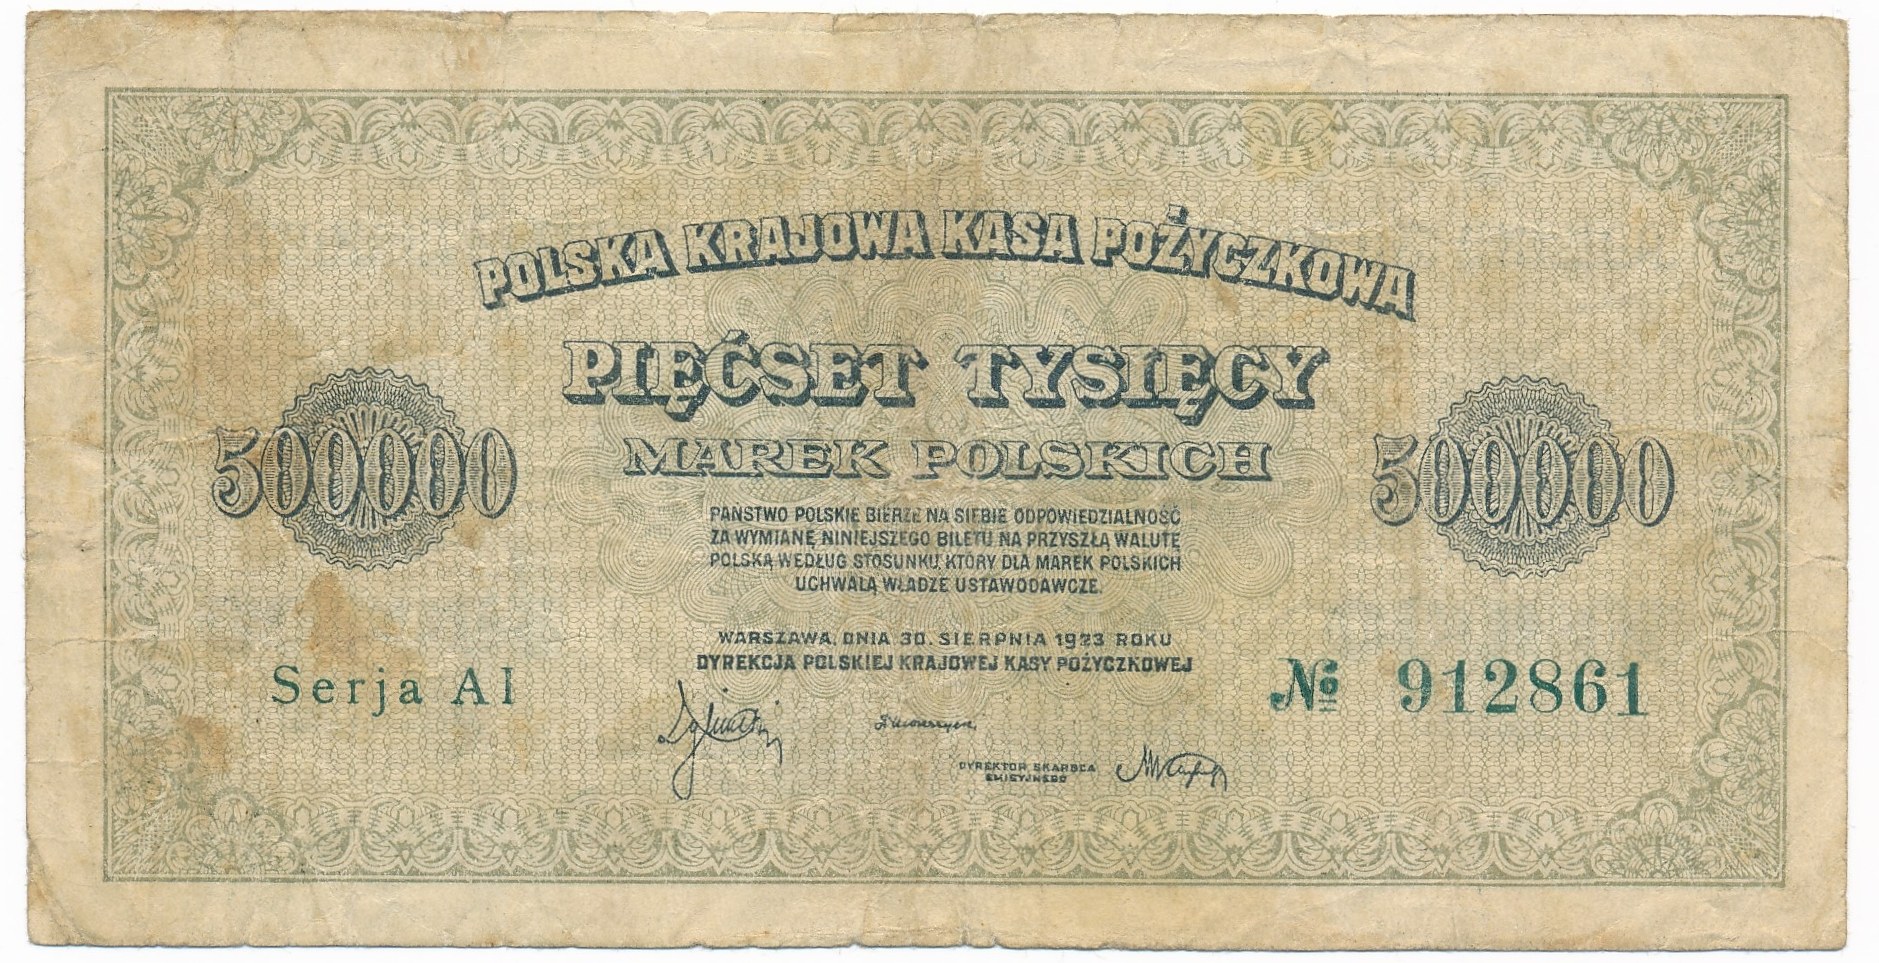 POLSKA KRAJOWA KASA POŻYCZKOWA
PIĘĆSET TYSIĘCY
MAREK POLSKICH
500000
500000
PAŃSTWO POLSKIE BIERZE NA SIEBIE ODPOWIEDZIALNOŚĆ
ZA WYMIANĘ NINIEJSZEGO BILETU NA PRZYSZŁĄ WALUTĘ
POLSKĄ WEDŁUG STOSUNKU, KTÓRY DLA MAREK POLSKICH
UCHWALĄ WŁADZE USTAWODAWCZE.
WARSZAWA, DNIA 30. SIERPNIA 1923 ROKU
DYREKCJA POLSKIEJ KRAJOWEJ KASY POŻYCZKOWEJ
Serja AI
№ 912861
DYREKTOR SKARBCA
EMISYJNEGO